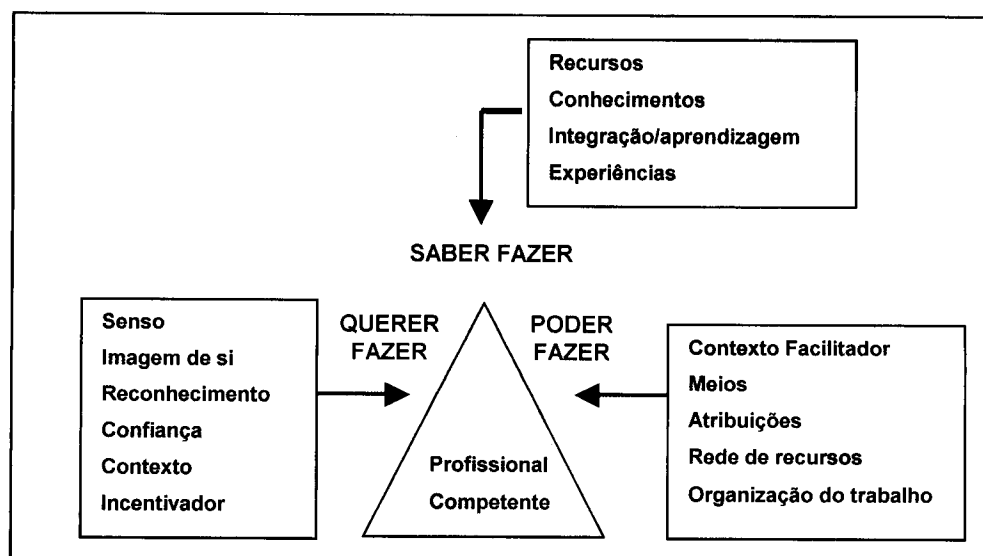 Recursos
Conhecimentos
Integração/aprendizagem
Experiências
SABER FAZER
Senso
Imagem de si
Reconhecimento
Confiança
Contexto
Incentivador
QUERER
FAZER
PODER
FAZER
Contexto Facilitador
Meios
Atribuições
Rede de recursos
Organização do trabalho
Profissional
Competente